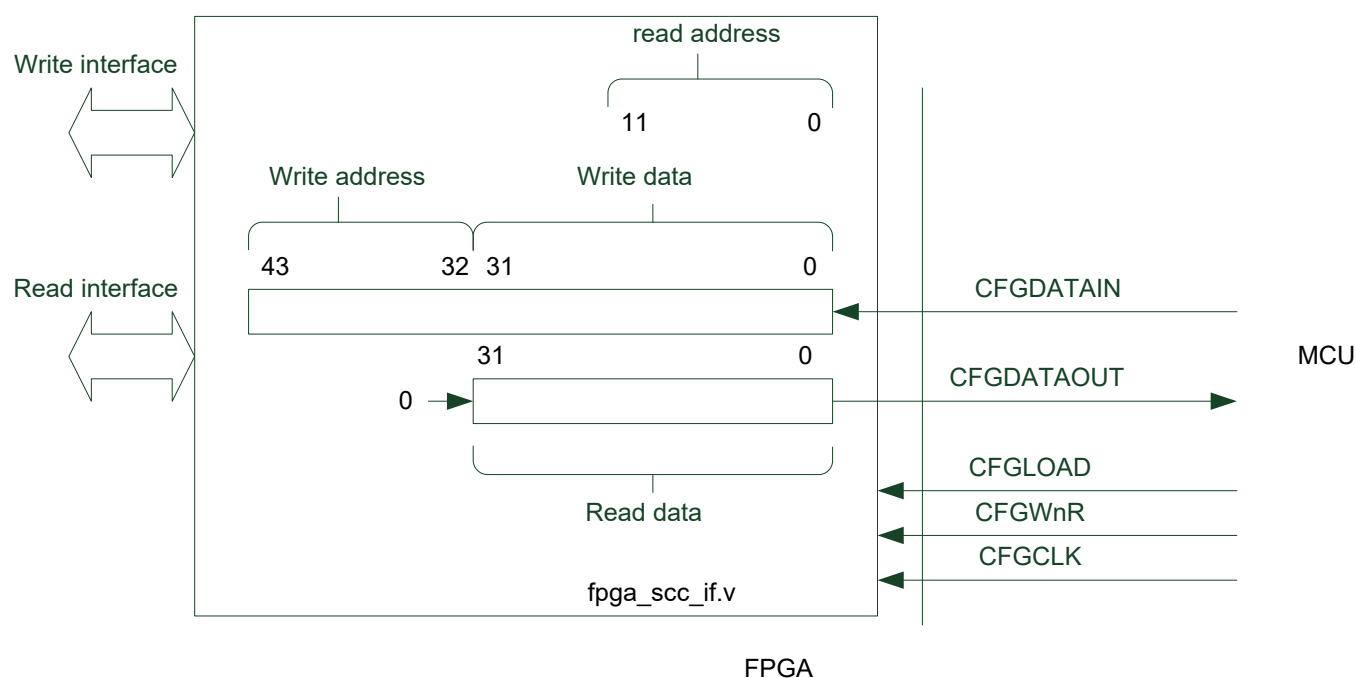 read address
Write interface
11 0
Write address Write data
43 32 31 0
Read interface CFGDATAIN
31 0 MCU
CFGDATAOUT
0
CFGLOAD
Read data CFGWnR
CFGCLK
fpga_scc_if.v
FPGA